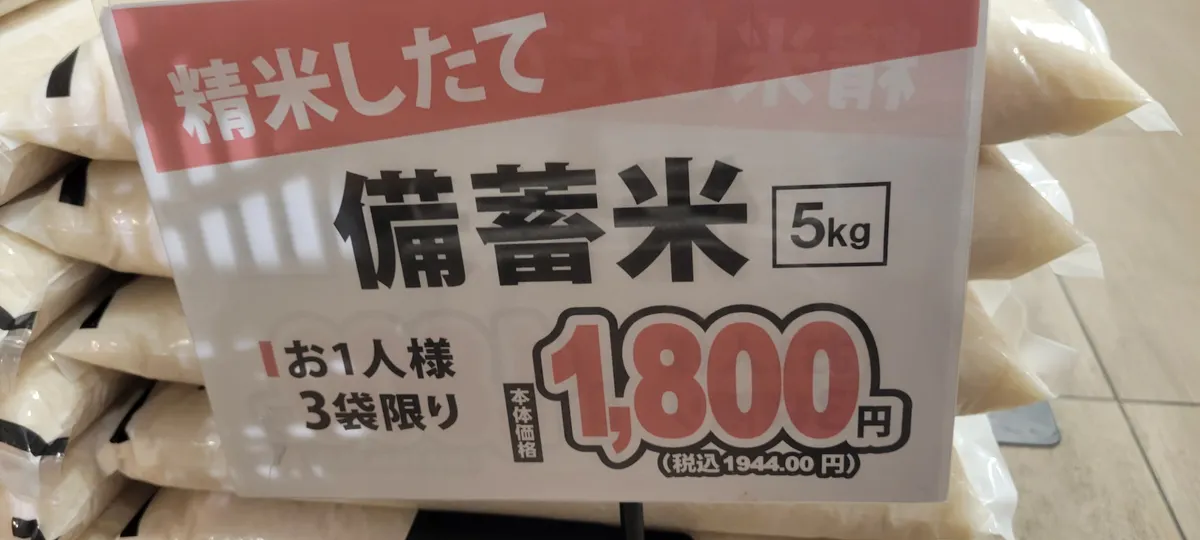 精米したて
備蓄米 5kg
お1人様
3袋限り
本体価格 1,800円
(税込1944.00円)